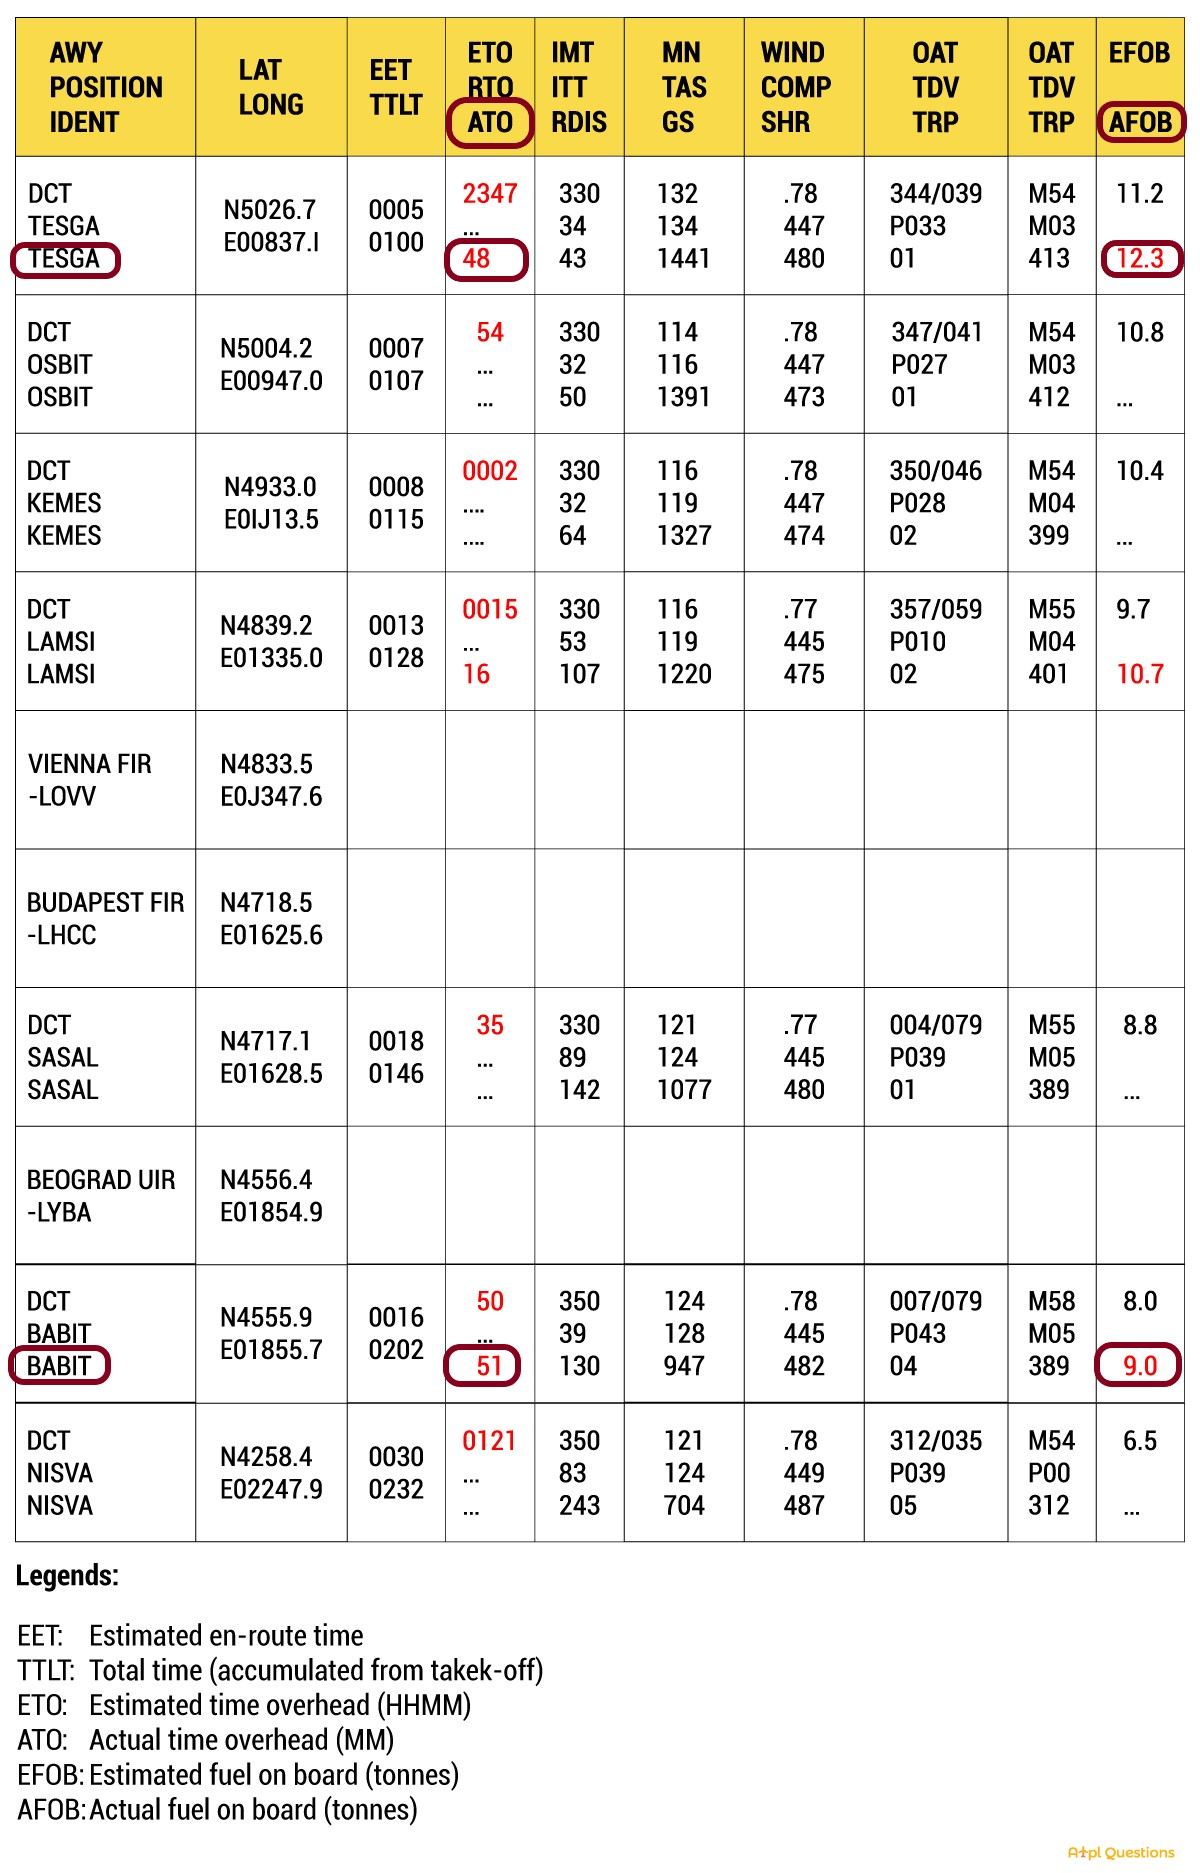 AWY POSITION IDENT | LAT LONG | EET TTLT | ETO RTO ATO | IMT ITT RDIS | MN TAS GS | WIND COMP SHR | OAT TDV TRP | OAT TDV TRP | EFOB AFOB
DCT | N5026.7 | 0005 | 2347 | 330 | 132 | .78 | 344/039 | M54 | 11.2
TESGA | E00837.I | 0100 | ... | 34 | 134 | 447 | P033 | M03
TESGA | 48 | 43 | 1441 | 480 | 01 | 413 | 12.3
DCT | N5004.2 | 0007 | 54 | 330 | 114 | .78 | 347/041 | M54 | 10.8
OSBIT | E00947.0 | 0107 | ... | 32 | 116 | 447 | P027 | M03
OSBIT | ... | 50 | 1391 | 473 | 01 | 412 | ...
DCT | N4933.0 | 0008 | 0002 | 330 | 116 | .78 | 350/046 | M54 | 10.4
KEMES | E0IJ13.5 | 0115 | .... | 32 | 119 | 447 | P028 | M04
KEMES | .... | 64 | 1327 | 474 | 02 | 399 | ...
DCT | N4839.2 | 0013 | 0015 | 330 | 116 | .77 | 357/059 | M55 | 9.7
LAMSI | E01335.0 | 0128 | ... | 53 | 119 | 445 | P010 | M04
LAMSI | 16 | 107 | 1220 | 475 | 02 | 401 | 10.7
VIENNA FIR | N4833.5
-LOVV | E0J347.6
BUDAPEST FIR | N4718.5
-LHCC | E01625.6
DCT | N4717.1 | 0018 | 35 | 330 | 121 | .77 | 004/079 | M55 | 8.8
SASAL | E01628.5 | 0146 | ... | 89 | 124 | 445 | P039 | M05
SASAL | ... | 142 | 1077 | 480 | 01 | 389 | ...
BEOGRAD UIR | N4556.4
-LYBA | E01854.9
DCT | N4555.9 | 0016 | 50 | 350 | 124 | .78 | 007/079 | M58 | 8.0
BABIT | E01855.7 | 0202 | ... | 39 | 128 | 445 | P043 | M05
BABIT | 51 | 130 | 947 | 482 | 04 | 389 | 9.0
DCT | N4258.4 | 0030 | 0121 | 350 | 121 | .78 | 312/035 | M54 | 6.5
NISVA | E02247.9 | 0232 | ... | 83 | 124 | 449 | P039 | P00
NISVA | ... | 243 | 704 | 487 | 05 | 312 | ...
Legends:
EET: Estimated en-route time
TTLT: Total time (accumulated from takek-off)
ETO: Estimated time overhead (HHMM)
ATO: Actual time overhead (MM)
EFOB: Estimated fuel on board (tonnes)
AFOB: Actual fuel on board (tonnes)
Atpl Questions